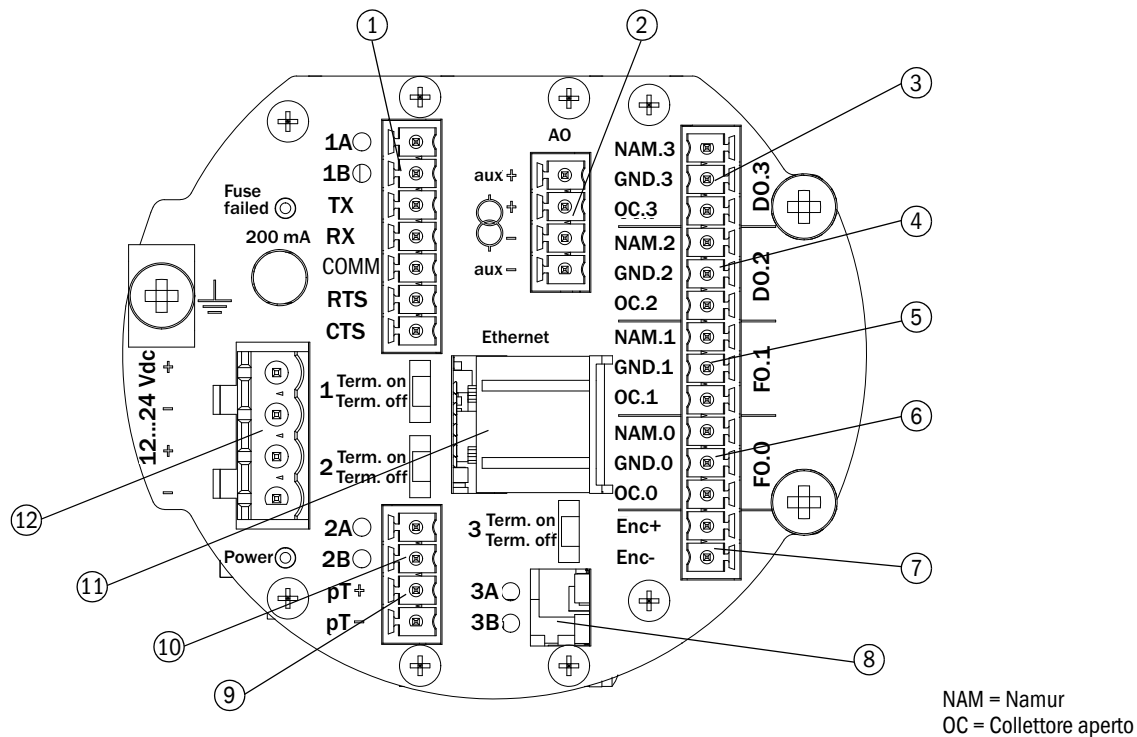 1
2
3
4
5
6
7
8
9
10
11
12
1A
1B
TX
RX
COMM
RTS
CTS
Fuse
failed
200 mA
AO
aux +
+
−
aux −
NAM.3
GND.3
OC.3
DO.3
NAM.2
GND.2
OC.2
DO.2
NAM.1
GND.1
OC.1
FO.1
NAM.0
GND.0
OC.0
FO.0
Enc+
Enc-
Ethernet
12...24 Vdc
+
−
+
−
1 Term. on
Term. off
2 Term. on
Term. off
3 Term. on
Term. off
2A
2B
pT+
pT−
Power
3A
3B
NAM = Namur
OC = Collettore aperto